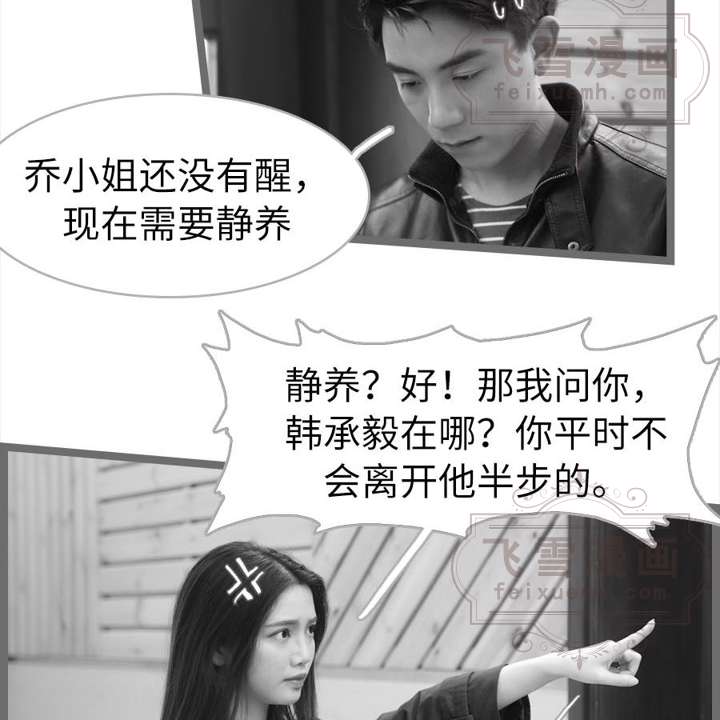 飞雪漫画
feixuemh.com
乔小姐还没有醒，
现在需要静养
静养？好！那我问你，
韩承毅在哪？你平时不
会离开他半步的。
飞雪漫画
feixuemh.com